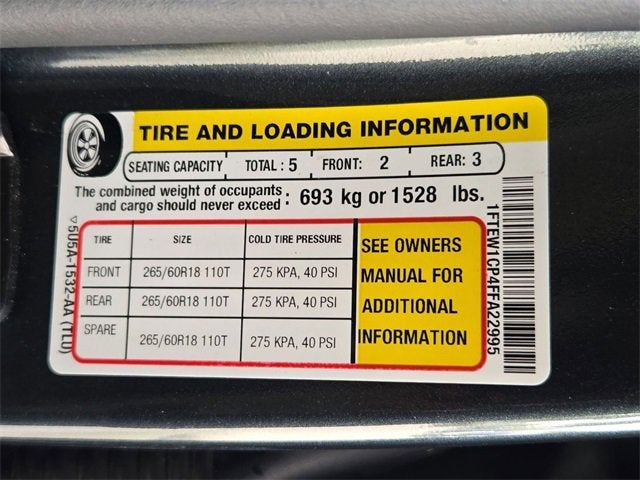 TIRE AND LOADING INFORMATION
SEATING CAPACITY TOTAL : 5 FRONT: 2 REAR: 3
The combined weight of occupants and cargo should never exceed : 693 kg or 1528 lbs.
TIRE SIZE COLD TIRE PRESSURE
FRONT 265/60R18 110T 275 KPA, 40 PSI
REAR 265/60R18 110T 275 KPA, 40 PSI
SPARE 265/60R18 110T 275 KPA, 40 PSI
SEE OWNERS
MANUAL FOR
ADDITIONAL
INFORMATION
505A-1532-AA (TLU)
1FTEW1CP4FFA22995